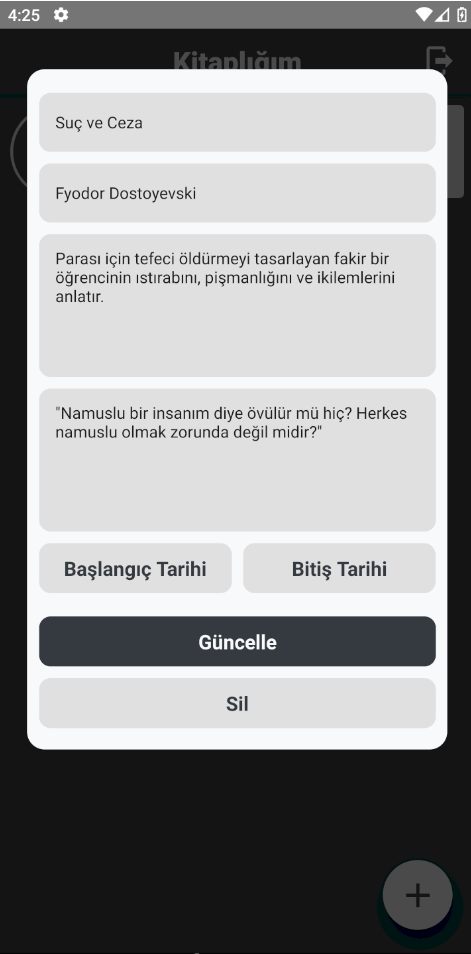 4:25
Kitaplığım
Suç ve Ceza
Fyodor Dostoyevski
Parası için tefeci öldürmeyi tasarlayan fakir bir
öğrencinin ıstırabını, pişmanlığını ve ikilemlerini
anlatır.
"Namuslu bir insanım diye övülür mü hiç? Herkes
namuslu olmak zorunda değil midir?"
Başlangıç Tarihi
Bitiş Tarihi
Güncelle
Sil